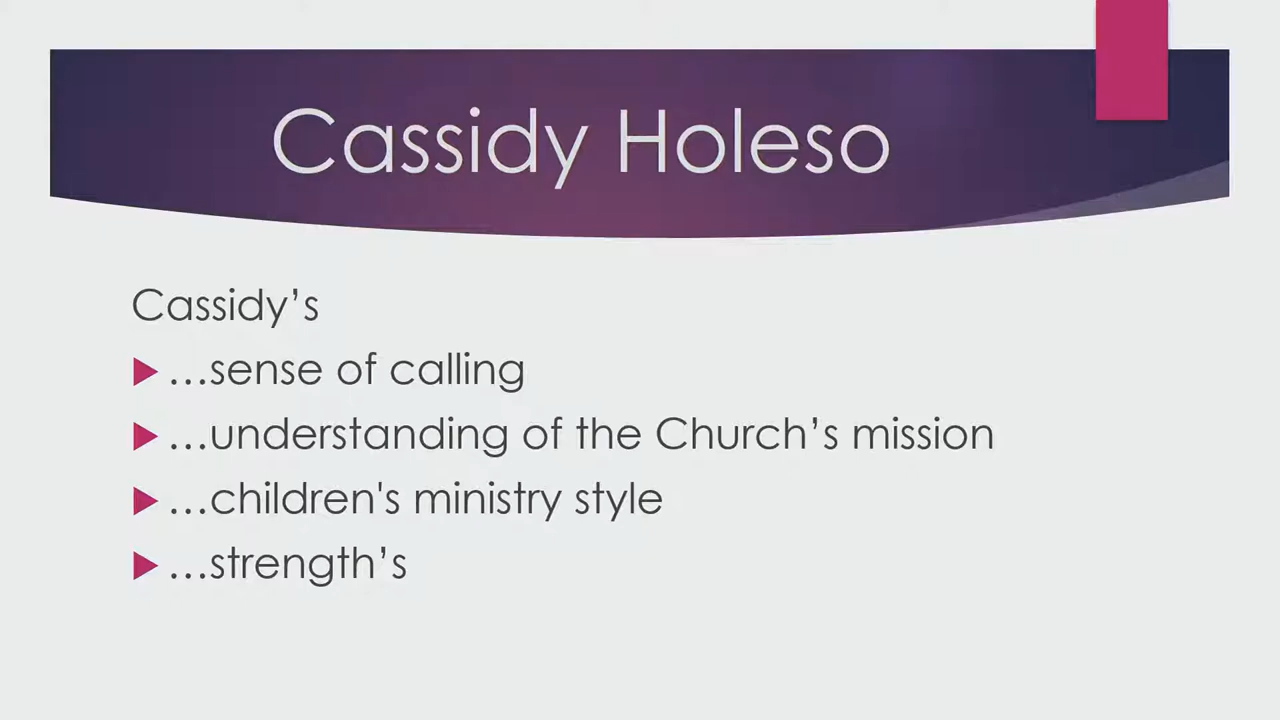 Cassidy Holeso
Cassidy’s
…sense of calling
…understanding of the Church’s mission
…children's ministry style
…strength’s